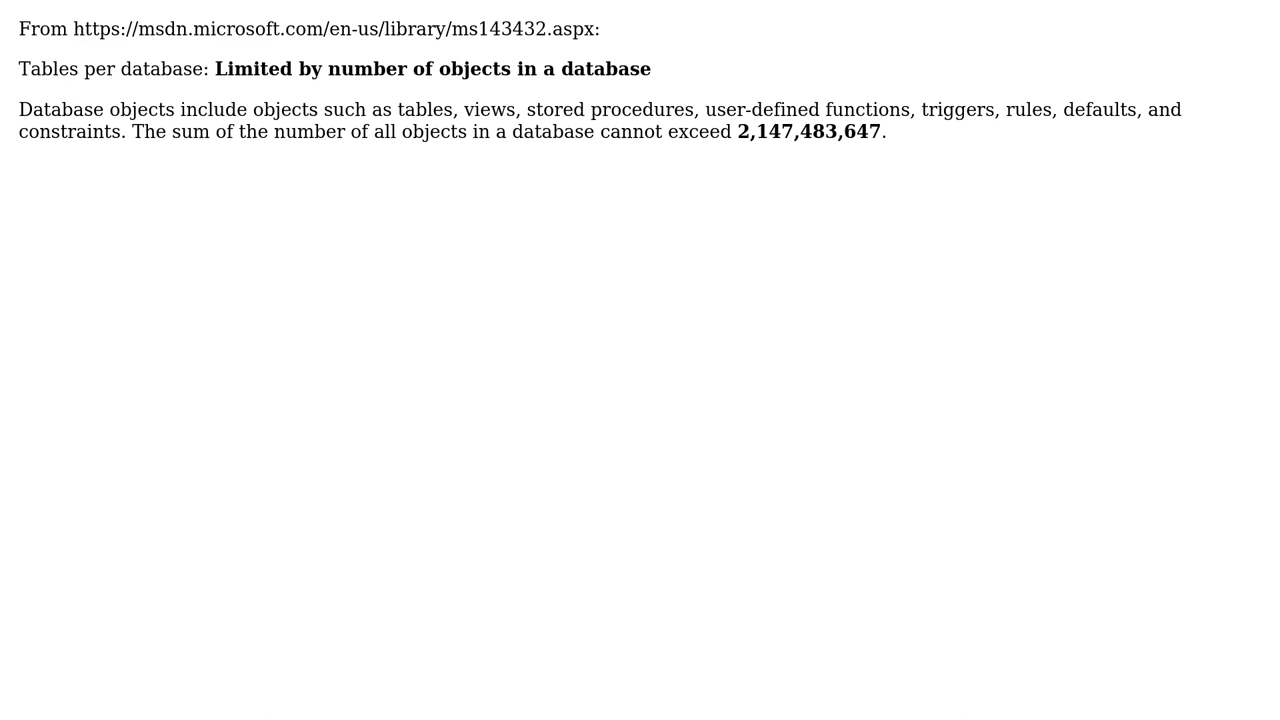 From https://msdn.microsoft.com/en-us/library/ms143432.aspx:
Tables per database: Limited by number of objects in a database
Database objects include objects such as tables, views, stored procedures, user-defined functions, triggers, rules, defaults, and
constraints. The sum of the number of all objects in a database cannot exceed 2,147,483,647.